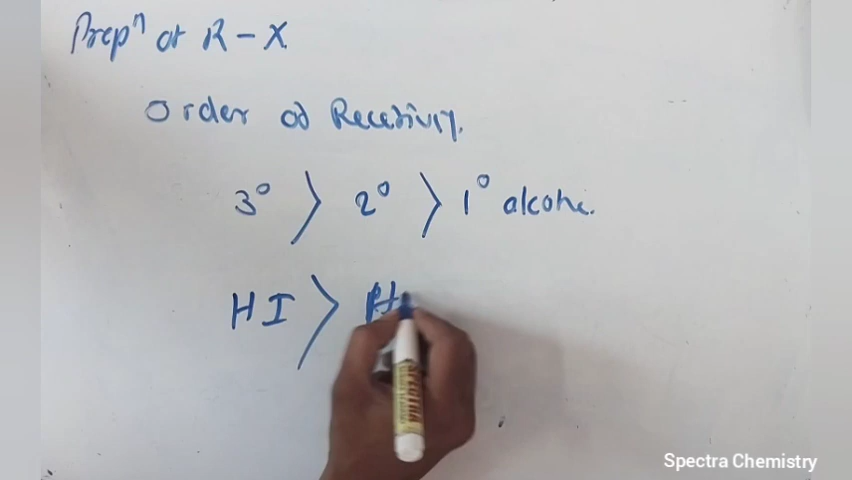 Prepⁿ of R - X
Order of Reactivity.
3° > 2° > 1° alcohol.
HI > H
Spectra Chemistry